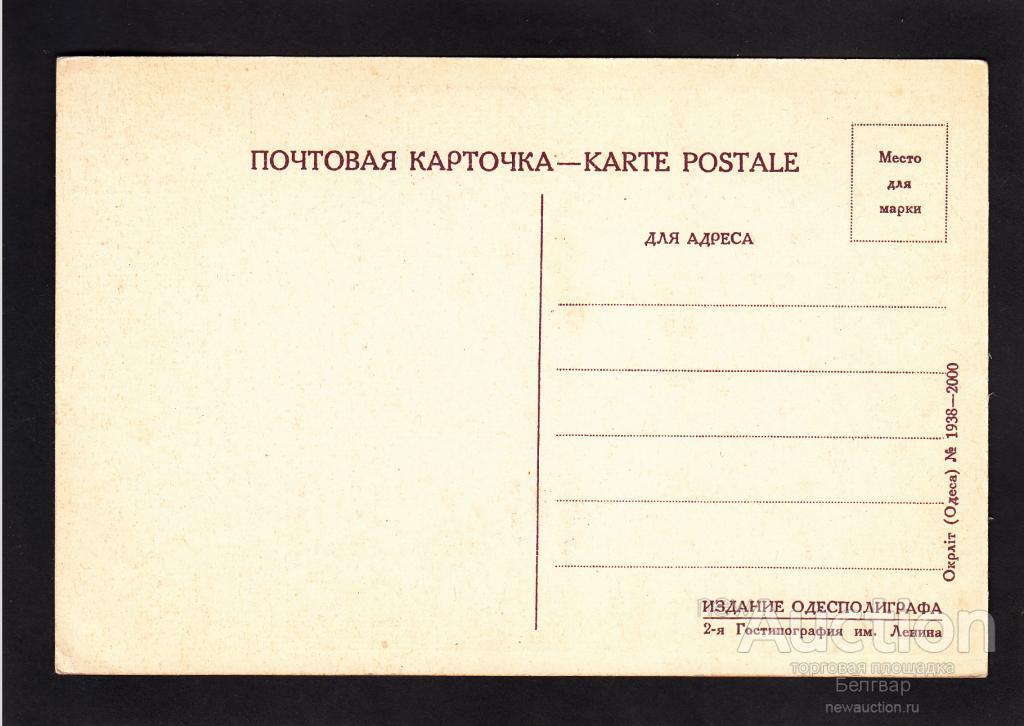 ПОЧТОВАЯ КАРТОЧКА—KARTE POSTALE
Место
для
марки
ДЛЯ АДРЕСА
Окрліт (Одеса) № 1938—2000
ИЗДАНИЕ ОДЕСПОЛИГРАФА
2-я Гостипография им. Ленина
newAuction
торговая площадка
Белгвар
newauction.ru